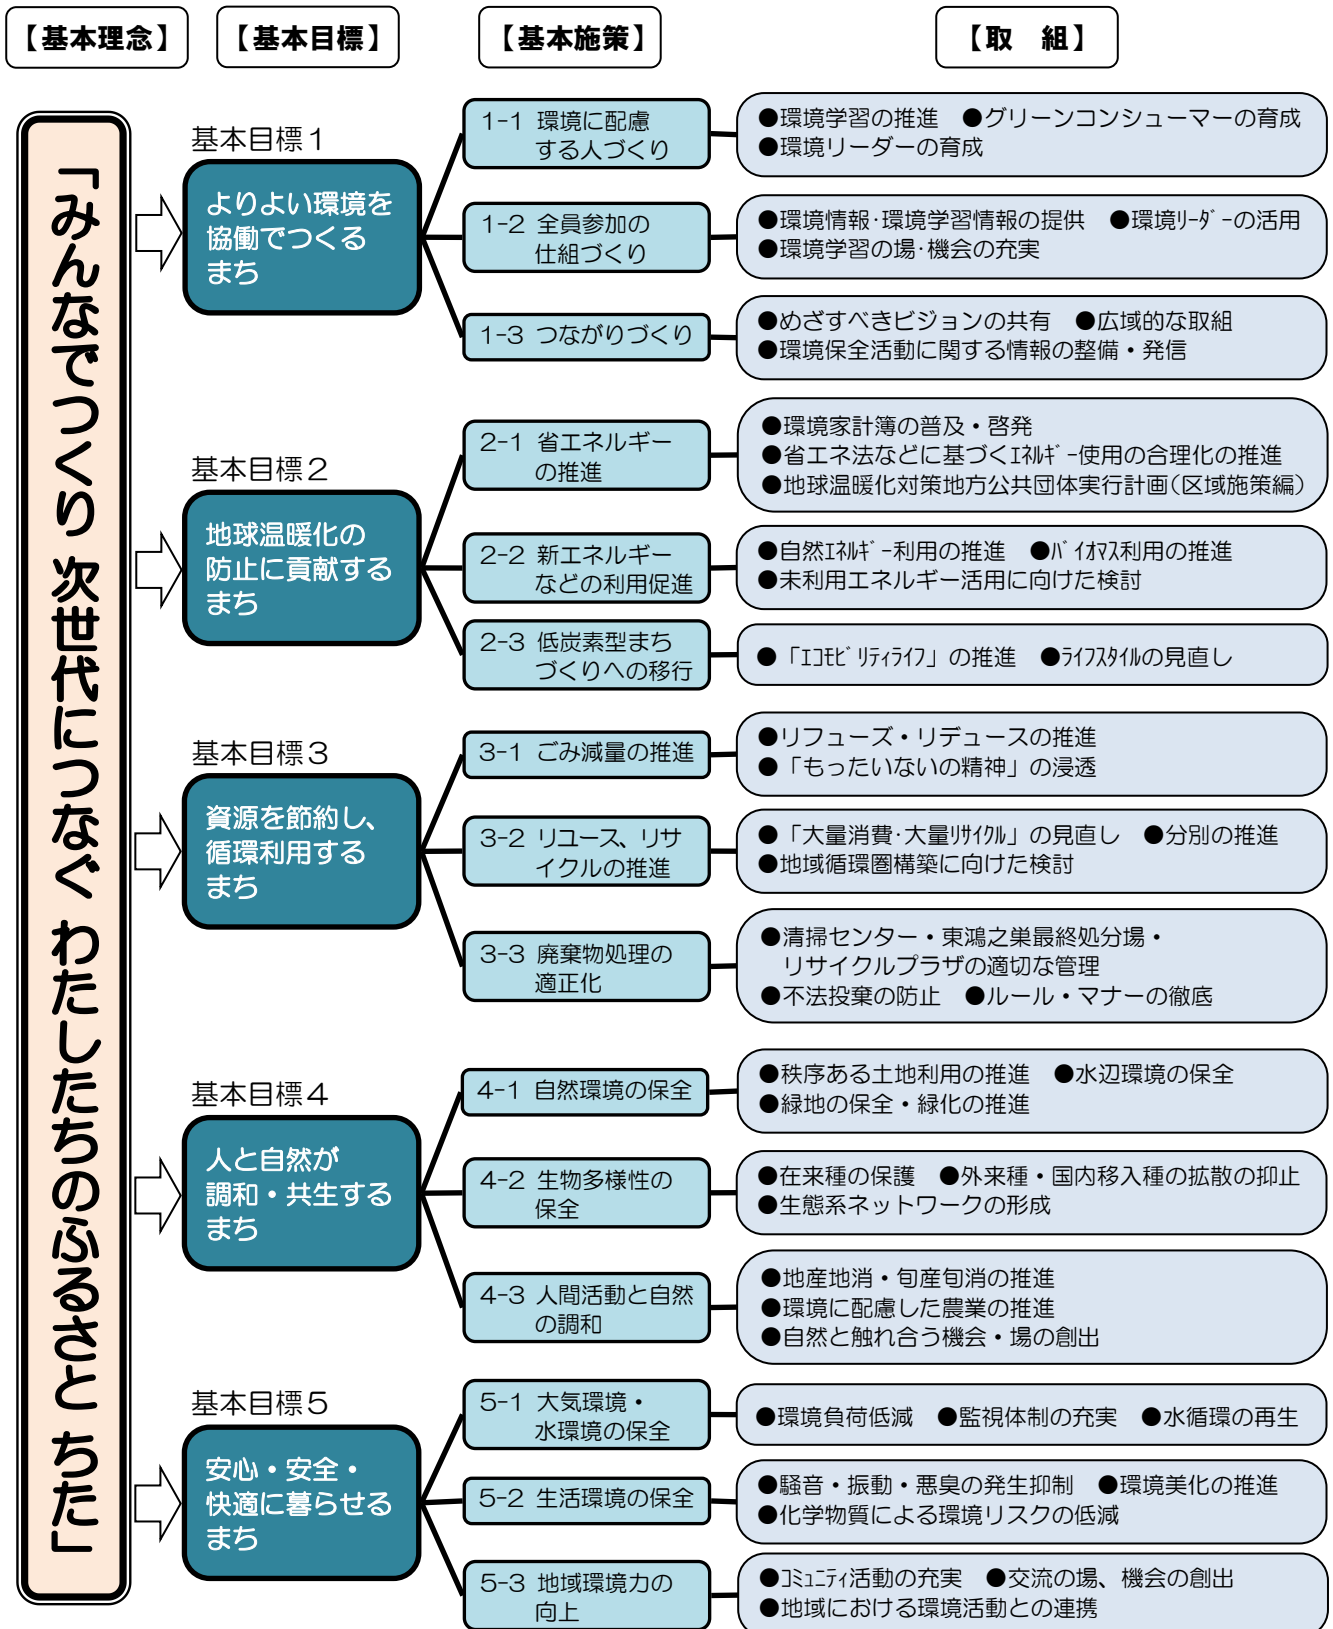 【基本理念】
【基本目標】
【基本施策】
【取　組】
「みんなでつくり 次世代につなぐ わたしたちのふるさと ちた」
基本目標１
よりよい環境を
協働でつくる
まち
1-1 環境に配慮
する人づくり
●環境学習の推進　●グリーンコンシューマーの育成
●環境リーダーの育成
1-2 全員参加の
仕組づくり
●環境情報･環境学習情報の提供　●環境ﾘｰﾀﾞｰの活用
●環境学習の場･機会の充実
1-3 つながりづくり
●めざすべきビジョンの共有　●広域的な取組
●環境保全活動に関する情報の整備・発信
基本目標２
地球温暖化の
防止に貢献する
まち
2-1 省エネルギー
の推進
●環境家計簿の普及・啓発
●省エネ法などに基づくｴﾈﾙｷﾞｰ使用の合理化の推進
●地球温暖化対策地方公共団体実行計画(区域施策編)
2-2 新エネルギー
などの利用促進
●自然ｴﾈﾙｷﾞｰ利用の推進　●ﾊﾞｲｵﾏｽ利用の推進
●未利用エネルギー活用に向けた検討
2-3 低炭素型まち
づくりへの移行
●「ｴｺﾓﾋﾞﾘﾃｨﾗｲﾌ」の推進　●ﾗｲﾌｽﾀｲﾙの見直し
基本目標３
資源を節約し、
循環利用する
まち
3-1 ごみ減量の推進
●リフューズ・リデュースの推進
●「もったいないの精神」の浸透
3-2 リユース、リサ
イクルの推進
●「大量消費･大量ﾘｻｲｸﾙ」の見直し　●分別の推進
●地域循環圏構築に向けた検討
3-3 廃棄物処理の
適正化
●清掃センター・東鴻之巣最終処分場・
リサイクルプラザの適切な管理
●不法投棄の防止　●ルール・マナーの徹底
基本目標４
人と自然が
調和・共生する
まち
4-1 自然環境の保全
●秩序ある土地利用の推進　●水辺環境の保全
●緑地の保全・緑化の推進
4-2 生物多様性の
保全
●在来種の保護　●外来種・国内移入種の拡散の抑止
●生態系ネットワークの形成
4-3 人間活動と自然
の調和
●地産地消・旬産旬消の推進
●環境に配慮した農業の推進
●自然と触れ合う機会・場の創出
基本目標５
安心・安全・
快適に暮らせる
まち
5-1 大気環境・
水環境の保全
●環境負荷低減　●監視体制の充実　●水循環の再生
5-2 生活環境の保全
●騒音・振動・悪臭の発生抑制　●環境美化の推進
●化学物質による環境リスクの低減
5-3 地域環境力の
向上
●ｺﾐｭﾆﾃｨ活動の充実　●交流の場、機会の創出
●地域における環境活動との連携